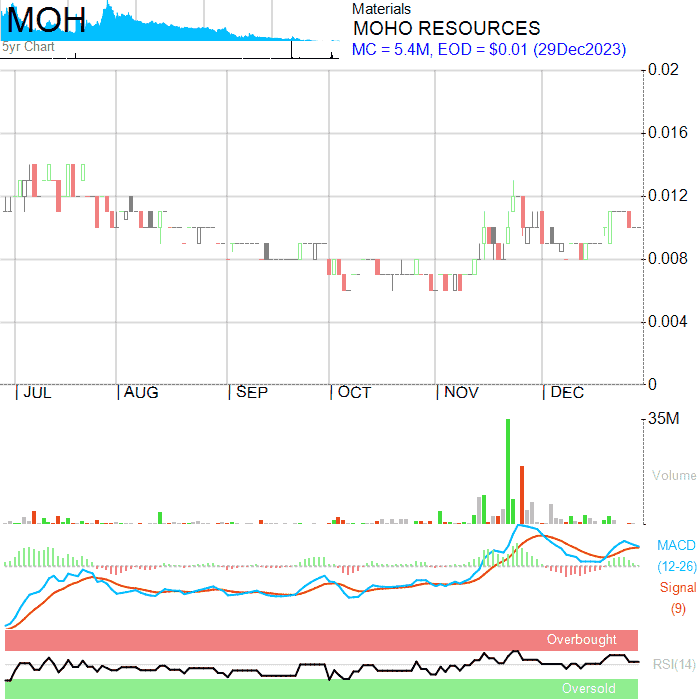 MOH
5yr Chart
Materials
MOHO RESOURCES
MC = 5.4M, EOD = $0.01 (29Dec2023)
0.02
0.016
0.012
0.008
0.004
0
JUL AUG SEP OCT NOV DEC
35M
Volume
MACD
(12-26)
Signal
(9)
Overbought
RSI(14)
Oversold